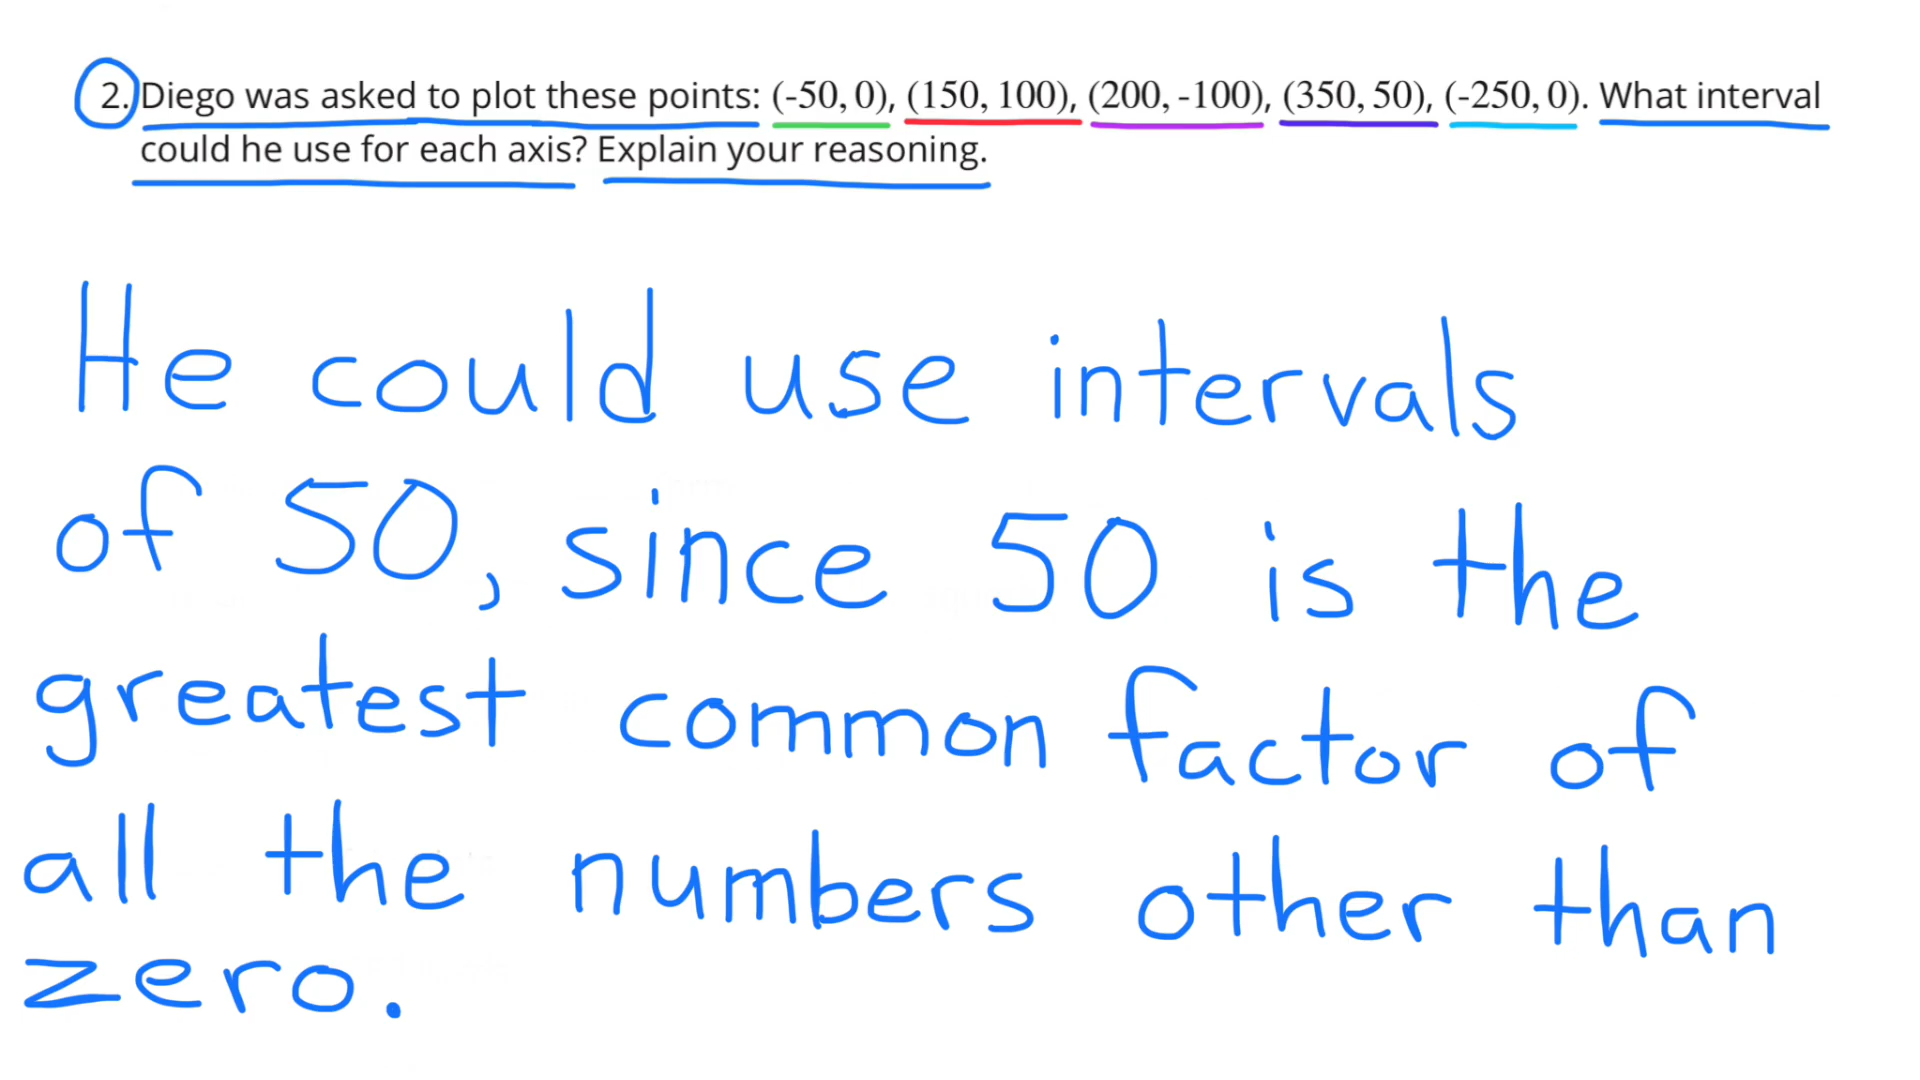 2. Diego was asked to plot these points: (-50, 0), (150, 100), (200, -100), (350, 50), (-250, 0). What interval
could he use for each axis? Explain your reasoning.
He could use intervals
of 50, since 50 is the
greatest common factor of
all the numbers other than
zero.